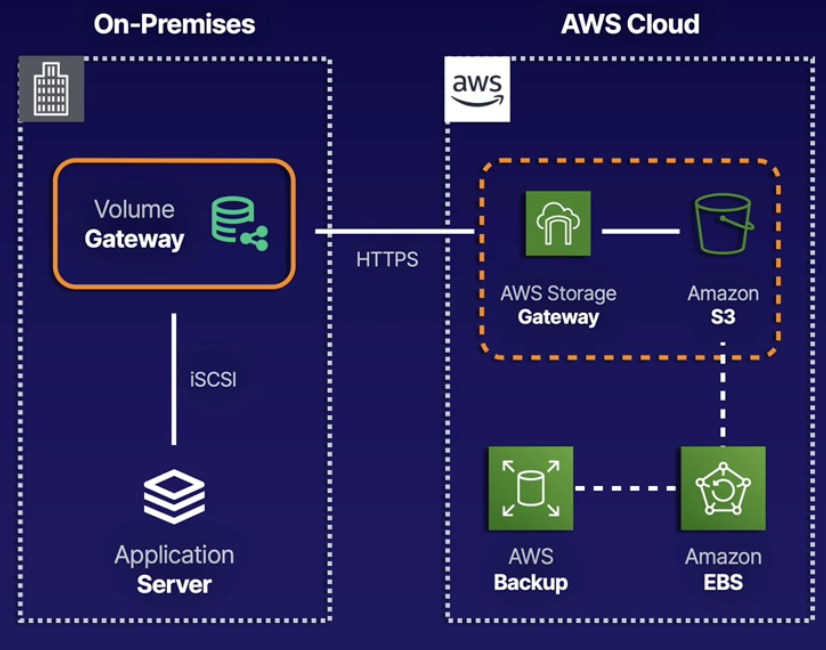 On-Premises
AWS Cloud
aws
Volume
Gateway
HTTPS
AWS Storage
Gateway
Amazon
S3
iSCSI
Application
Server
AWS
Backup
Amazon
EBS